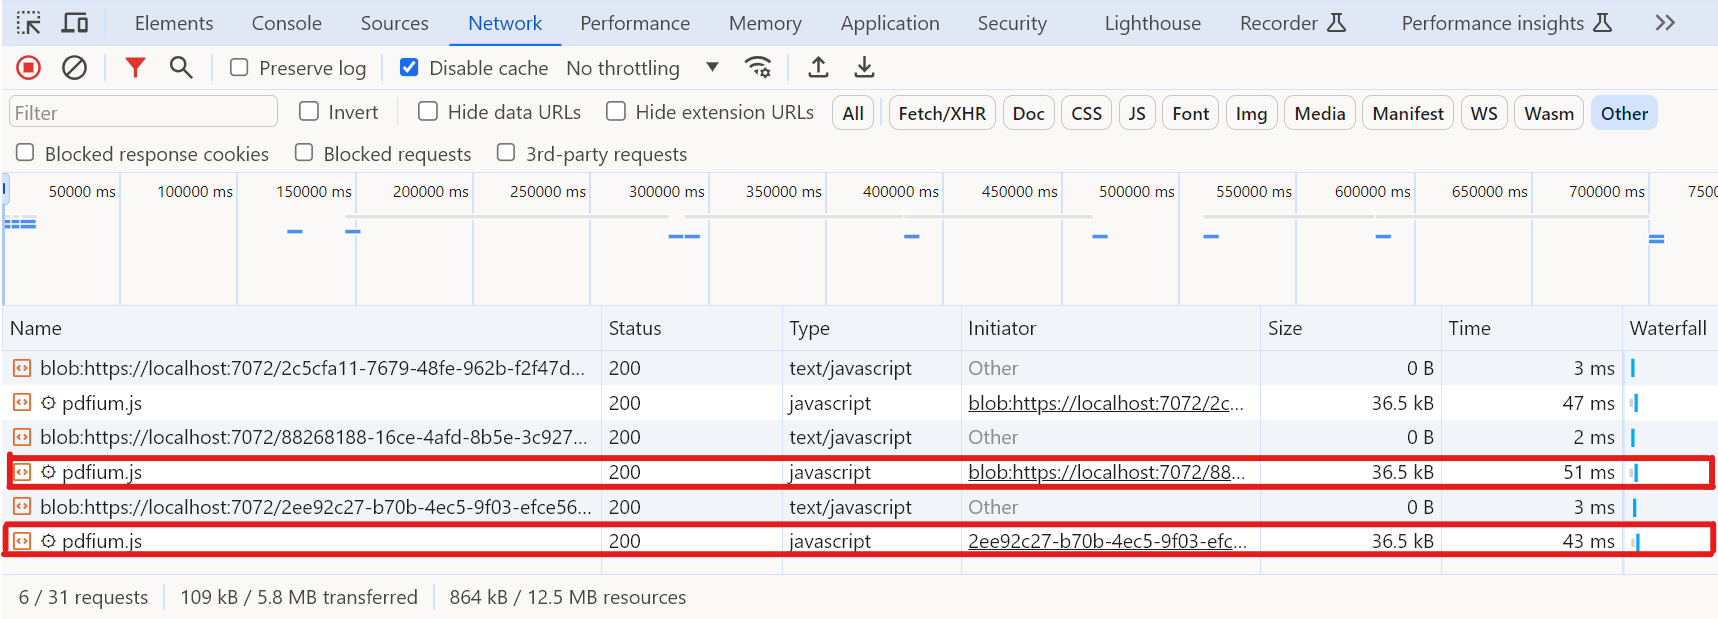 Elements Console Sources Network Performance Memory Application Security Lighthouse Recorder Performance insights
Preserve log Disable cache No throttling
Filter Invert Hide data URLs Hide extension URLs All Fetch/XHR Doc CSS JS Font Img Media Manifest WS Wasm Other
Blocked response cookies Blocked requests 3rd-party requests
50000 ms 100000 ms 150000 ms 200000 ms 250000 ms 300000 ms 350000 ms 400000 ms 450000 ms 500000 ms 550000 ms 600000 ms 650000 ms 700000 ms 7500
Name Status Type Initiator Size Time Waterfall
blob:https://localhost:7072/2c5cfa11-7679-48fe-962b-f2f47d... 200 text/javascript Other 0 B 3 ms
pdfium.js 200 javascript blob:https://localhost:7072/2c... 36.5 kB 47 ms
blob:https://localhost:7072/88268188-16ce-4afd-8b5e-3c927... 200 text/javascript Other 0 B 2 ms
pdfium.js 200 javascript blob:https://localhost:7072/88... 36.5 kB 51 ms
blob:https://localhost:7072/2ee92c27-b70b-4ec5-9f03-efce56... 200 text/javascript Other 0 B 3 ms
pdfium.js 200 javascript 2ee92c27-b70b-4ec5-9f03-efc... 36.5 kB 43 ms
6 / 31 requests 109 kB / 5.8 MB transferred 864 kB / 12.5 MB resources